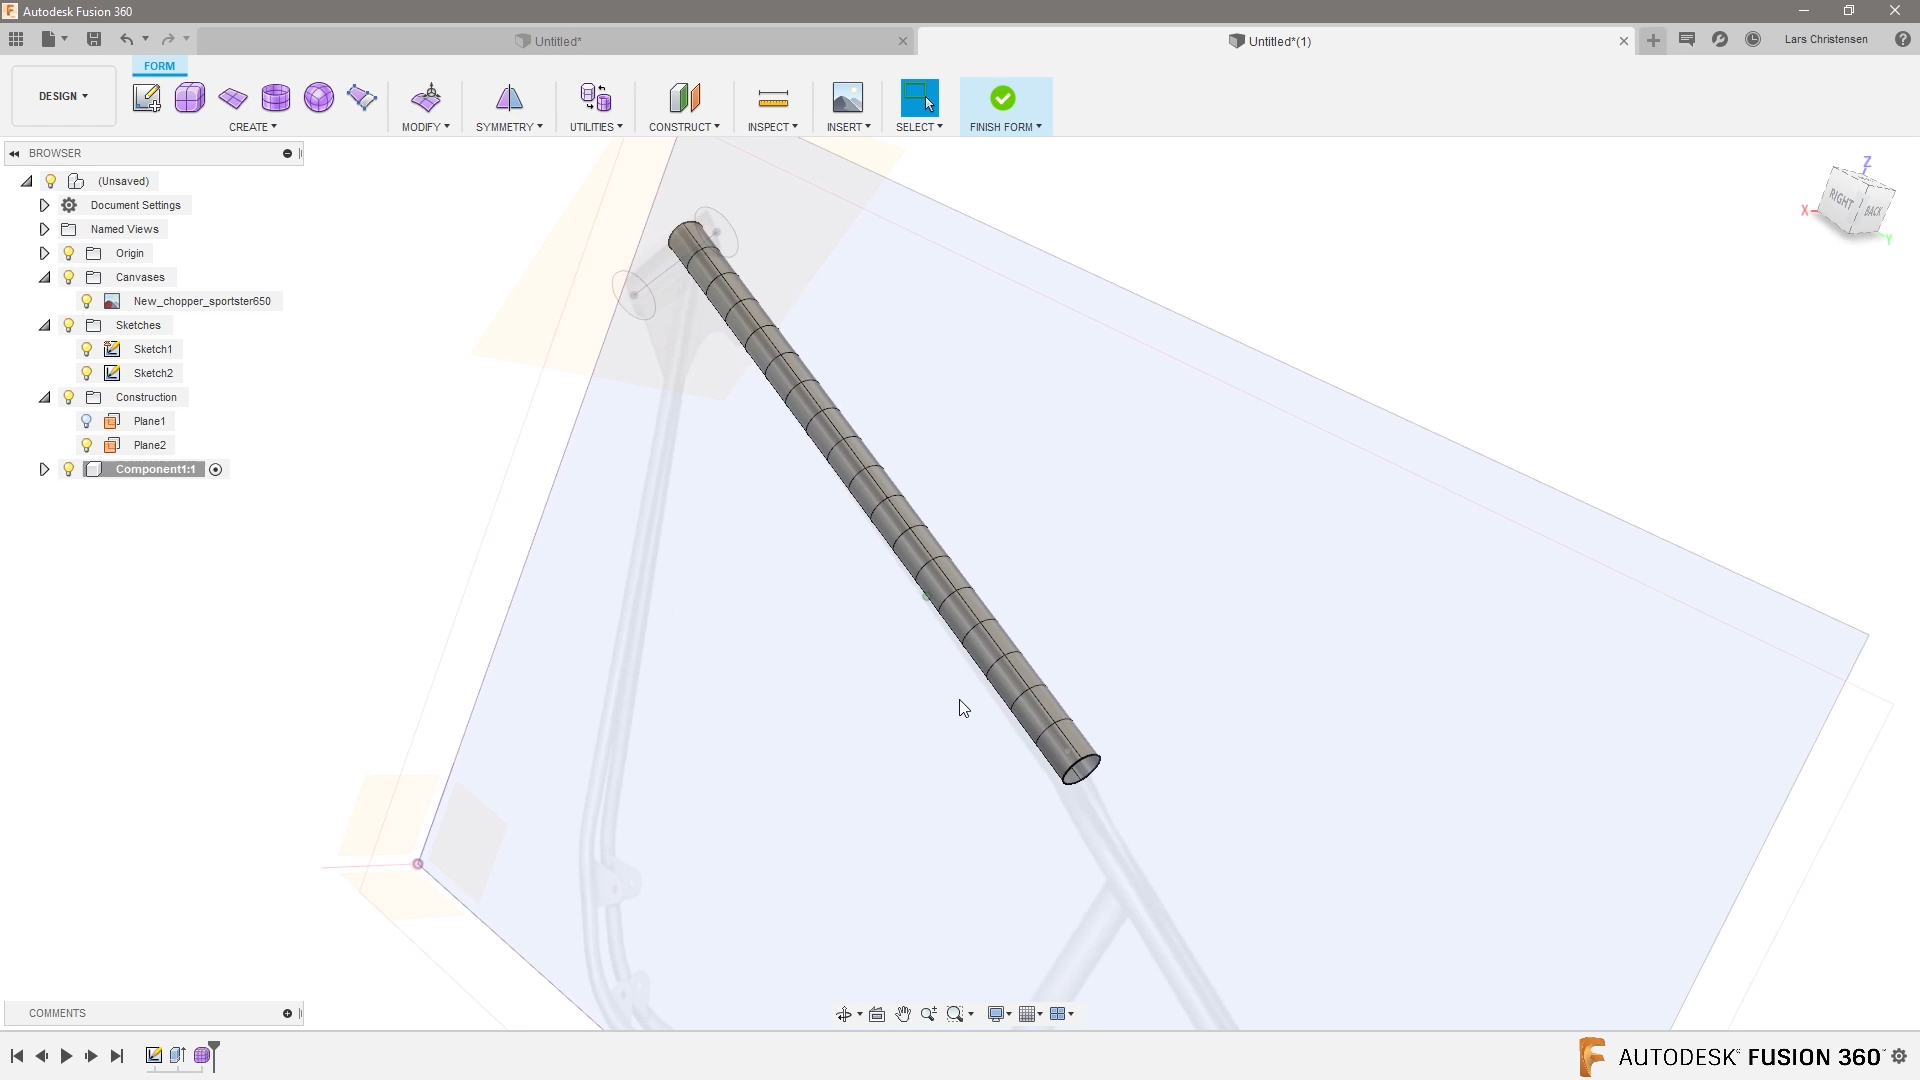 Autodesk Fusion 360
Untitled*
Untitled*(1)
Lars Christensen
FORM
DESIGN
CREATE
MODIFY
SYMMETRY
UTILITIES
CONSTRUCT
INSPECT
INSERT
SELECT
FINISH FORM
BROWSER
(Unsaved)
Document Settings
Named Views
Origin
Canvases
New_chopper_sportster650
Sketches
Sketch1
Sketch2
Construction
Plane1
Plane2
Component1:1
Z
RIGHT
BACK
X
Y
COMMENTS
AUTODESK FUSION 360